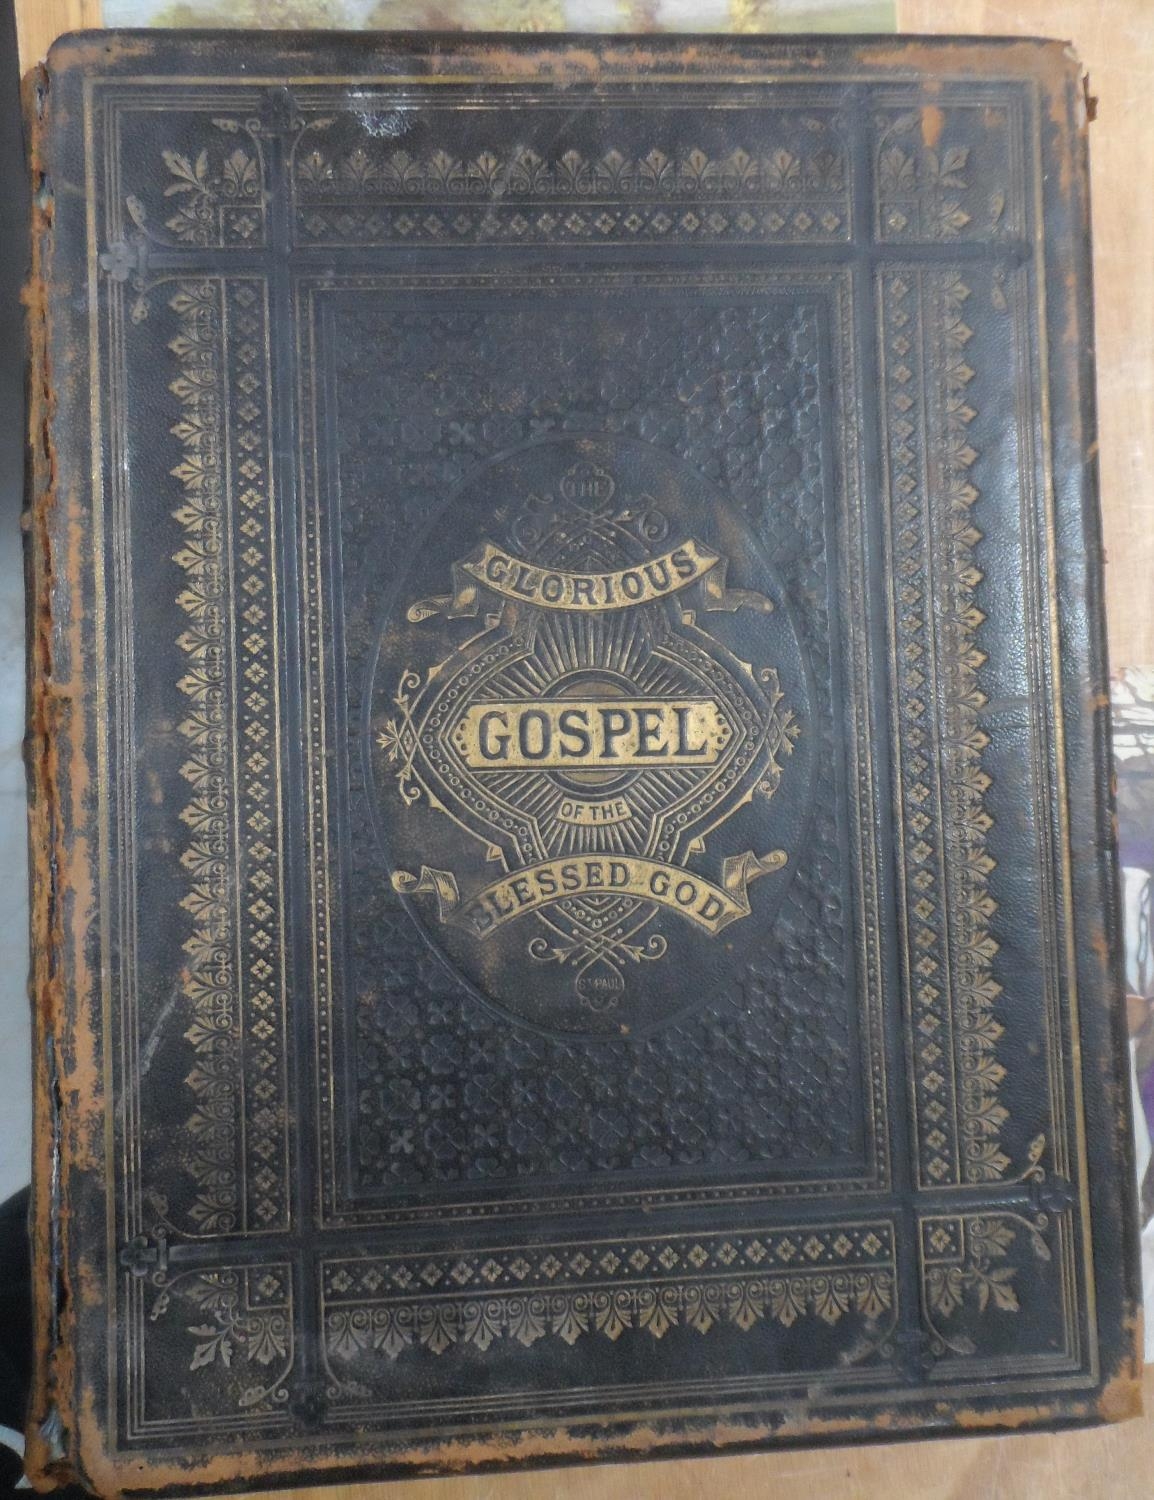 THE
GLORIOUS
GOSPEL
OF THE
BLESSED GOD
ST PAUL